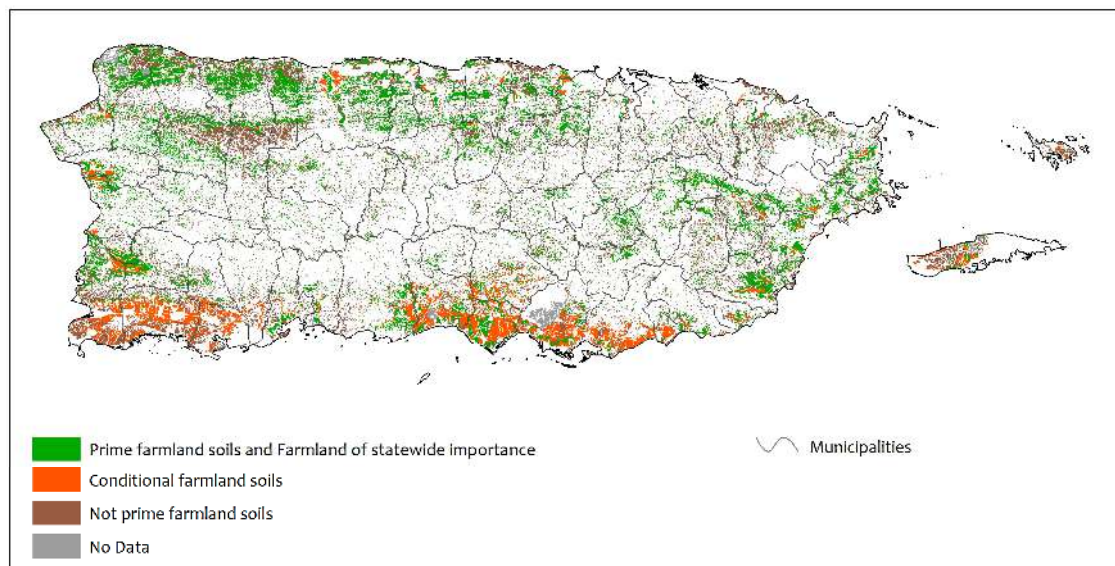 Prime farmland soils and Farmland of statewide importance
Municipalities
Conditional farmland soils
Not prime farmland soils
No Data